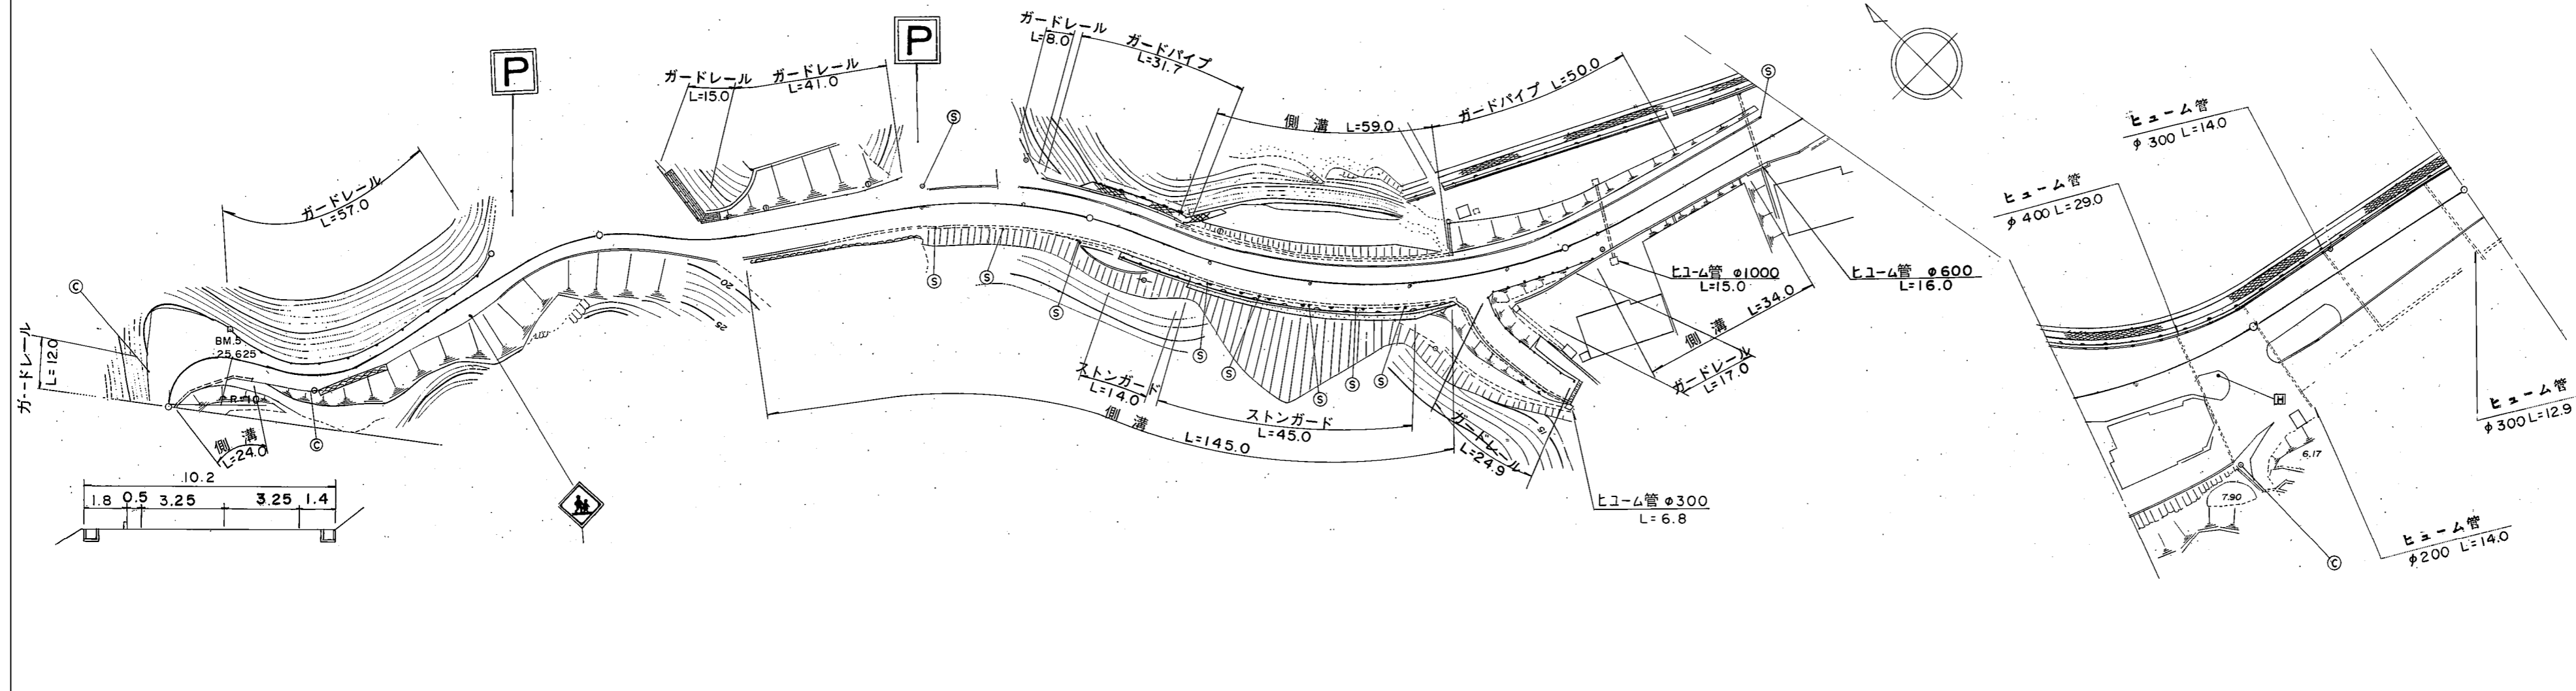 P
P
ガードレール
L=8.0
ガードパイプ
L=31.7
ガードレール
L=15.0
ガードレール
L=41.0
Ⓢ
側溝 L=59.0
ガードパイプ L=50.0
Ⓢ
ヒューム管
φ300 L=14.0
ヒューム管
φ400 L=29.0
ガードレール
L=57.0
Ⓒ
ガードレール
L=12.0
BM.5
25.625
R=10
側溝
L=24.0
Ⓒ
20
25
Ⓢ
Ⓢ
Ⓢ
Ⓢ
Ⓢ
Ⓢ
Ⓢ
Ⓢ
ストンガード
L=14.0
ストンガード
L=45.0
側溝 L=145.0
ガードレール
L=24.9
15
ヒューム管 φ1000
L=15.0
ヒューム管 φ600
L=16.0
側溝 L=34.0
ガードレール
L=17.0
ヒューム管 φ300
L=6.8
H
6.17
7.90
Ⓒ
ヒューム管
φ300 L=12.9
ヒューム管
φ200 L=14.0
10.2
1.8 0.5 3.25 3.25 1.4